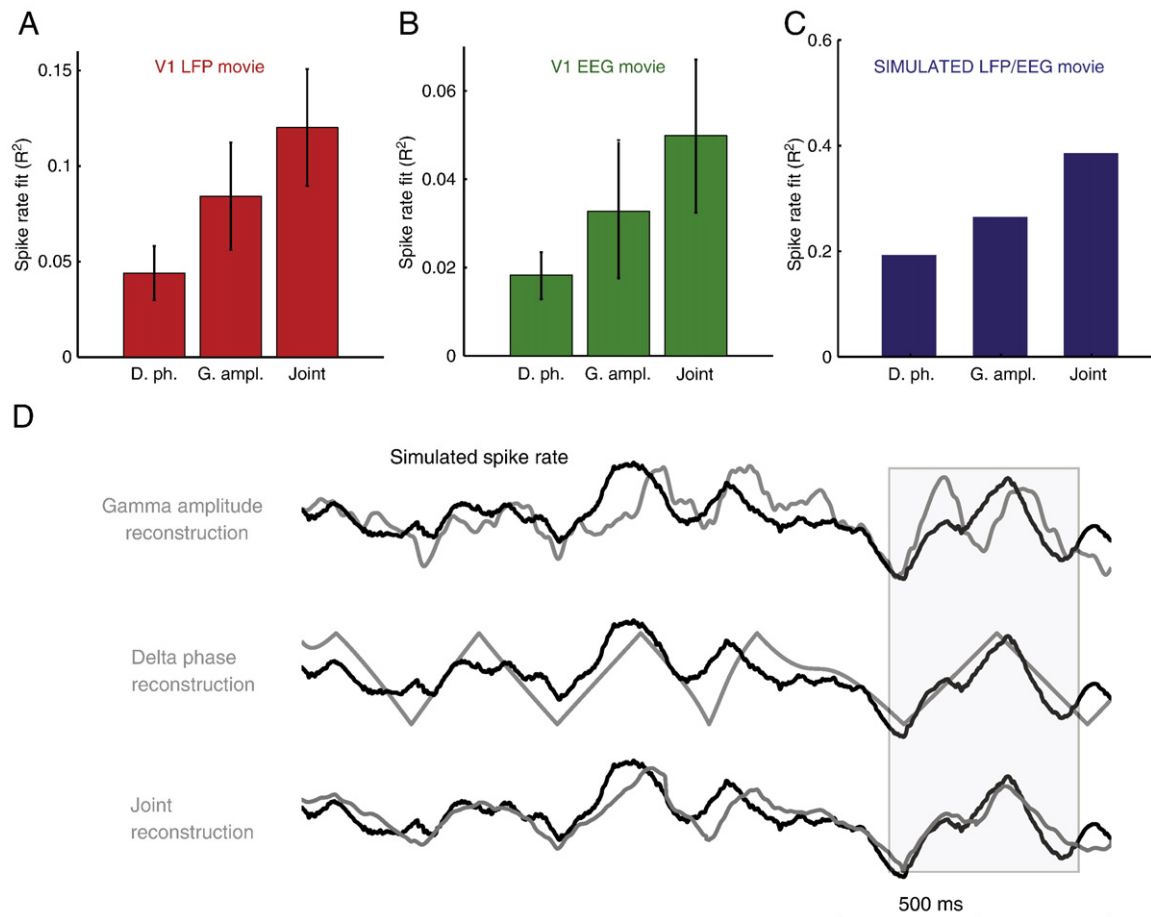 A
V1 LFP movie
Spike rate fit (R²)
0.15
0.1
0.05
0
D. ph.
G. ampl.
Joint
B
V1 EEG movie
Spike rate fit (R²)
0.06
0.04
0.02
0
D. ph.
G. ampl.
Joint
C
SIMULATED LFP/EEG movie
Spike rate fit (R²)
0.6
0.4
0.2
0
D. ph.
G. ampl.
Joint
D
Simulated spike rate
Gamma amplitude
reconstruction
Delta phase
reconstruction
Joint
reconstruction
500 ms